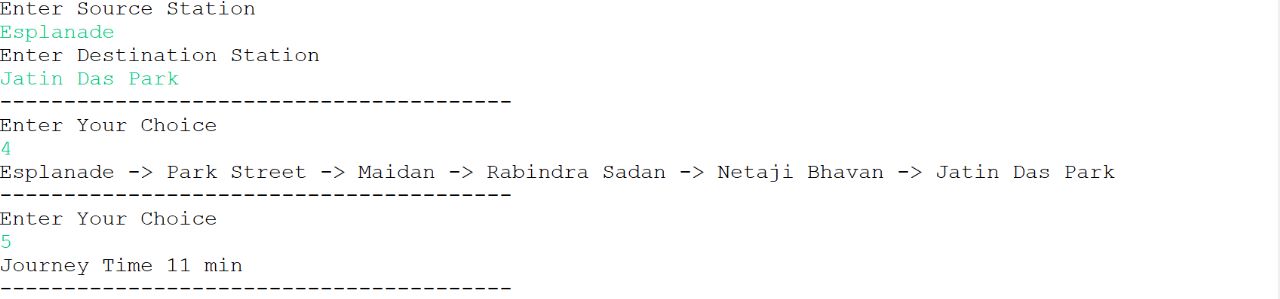 Enter Source Station
Esplanade
Enter Destination Station
Jatin Das Park
----------------------------------------
Enter Your Choice
4
Esplanade -> Park Street -> Maidan -> Rabindra Sadan -> Netaji Bhavan -> Jatin Das Park
----------------------------------------
Enter Your Choice
5
Journey Time 11 min
----------------------------------------